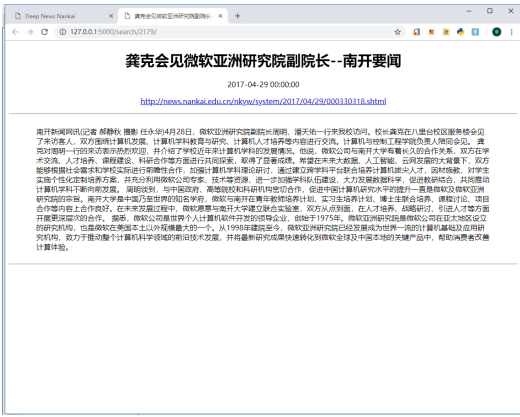 Deep News Nankai
龚克会见微软亚洲研究院副院长
127.0.0.1:5000/search/2179/
龚克会见微软亚洲研究院副院长--南开要闻
2017-04-29 00:00:00
http://news.nankai.edu.cn/nkyw/system/2017/04/29/000330318.shtml
南开新闻网讯(记者 郝静秋 摄影 任永华)4月28日，微软亚洲研究院副院长周明、潘天佑一行来我校访问。校长龚克在八里台校区服务楼会见
了来访客人，双方围绕计算机发展、计算机学科教育与研究、计算机人才培养等内容进行交流。计算机与控制工程学院负责人陪同会见。 龚
克对周明一行的来访表示热烈欢迎，并介绍了学校近年来计算机学科的发展情况。他说，微软公司与南开大学有着长久的合作关系，双方在学
术交流、人才培养、课程建设、科研合作等方面进行共同探索，取得了显著成绩。希望在未来大数据、人工智能、云网发展的大背景下，双方
能够根据社会需求和学校实际进行前瞻性合作，加强计算机学科理论研讨，通过建立跨学科平台联合培养计算机拔尖人才，因材施教，对学生
实施个性化定制培养方案，并充分利用微软公司专家、技术等资源，进一步加强学科队伍建设，大力发展数据科学，促进教研结合，共同推动
计算机学科不断向前发展。 周明谈到，与中国政府、高等院校和科研机构密切合作，促进中国计算机研究水平的提升一直是微软及微软亚洲
研究院的宗旨。南开大学是中国乃至世界的知名学府，微软与南开在青年教师培养计划、实习生培养计划、博士生联合培养、课程讨论、项目
合作等内容上合作良好。在未来发展过程中，微软愿意与南开大学建立联合实验室，双方从点到面，在人才培养、战略研讨、引进人才等方面
开展更深层次的合作。 据悉，微软公司是世界个人计算机软件开发的领导企业，创始于1975年。微软亚洲研究院是微软公司在亚太地区设立
的研究机构，也是微软在美国本土以外规模最大的一个。从1998年建院至今，微软亚洲研究院已经发展成为世界一流的计算机基础及应用研
究机构，致力于推动整个计算机科学领域的前沿技术发展，并将最新研究成果快速转化到微软全球及中国本地的关键产品中，帮助消费者改善
计算体验。